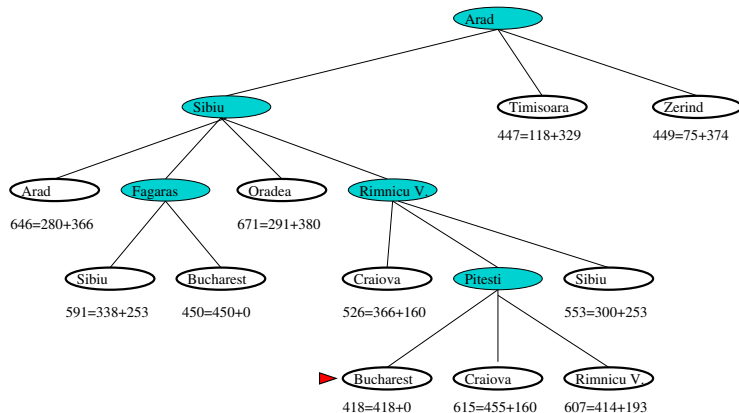 Arad
Sibiu
Timisoara
Zerind
447=118+329
449=75+374
Arad
Fagaras
Oradea
Rimnicu V.
646=280+366
671=291+380
Sibiu
Bucharest
Craiova
Pitesti
Sibiu
591=338+253
450=450+0
526=366+160
553=300+253
Bucharest
Craiova
Rimnicu V.
418=418+0
615=455+160
607=414+193